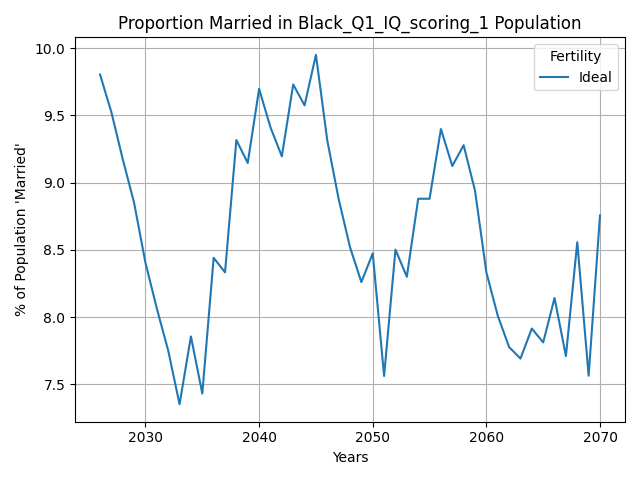 Proportion Married in Black_Q1_IQ_scoring_1 Population
10.0
9.5
9.0
8.5
8.0
7.5
% of Population 'Married'
Fertility
Ideal
2030 2040 2050 2060 2070
Years